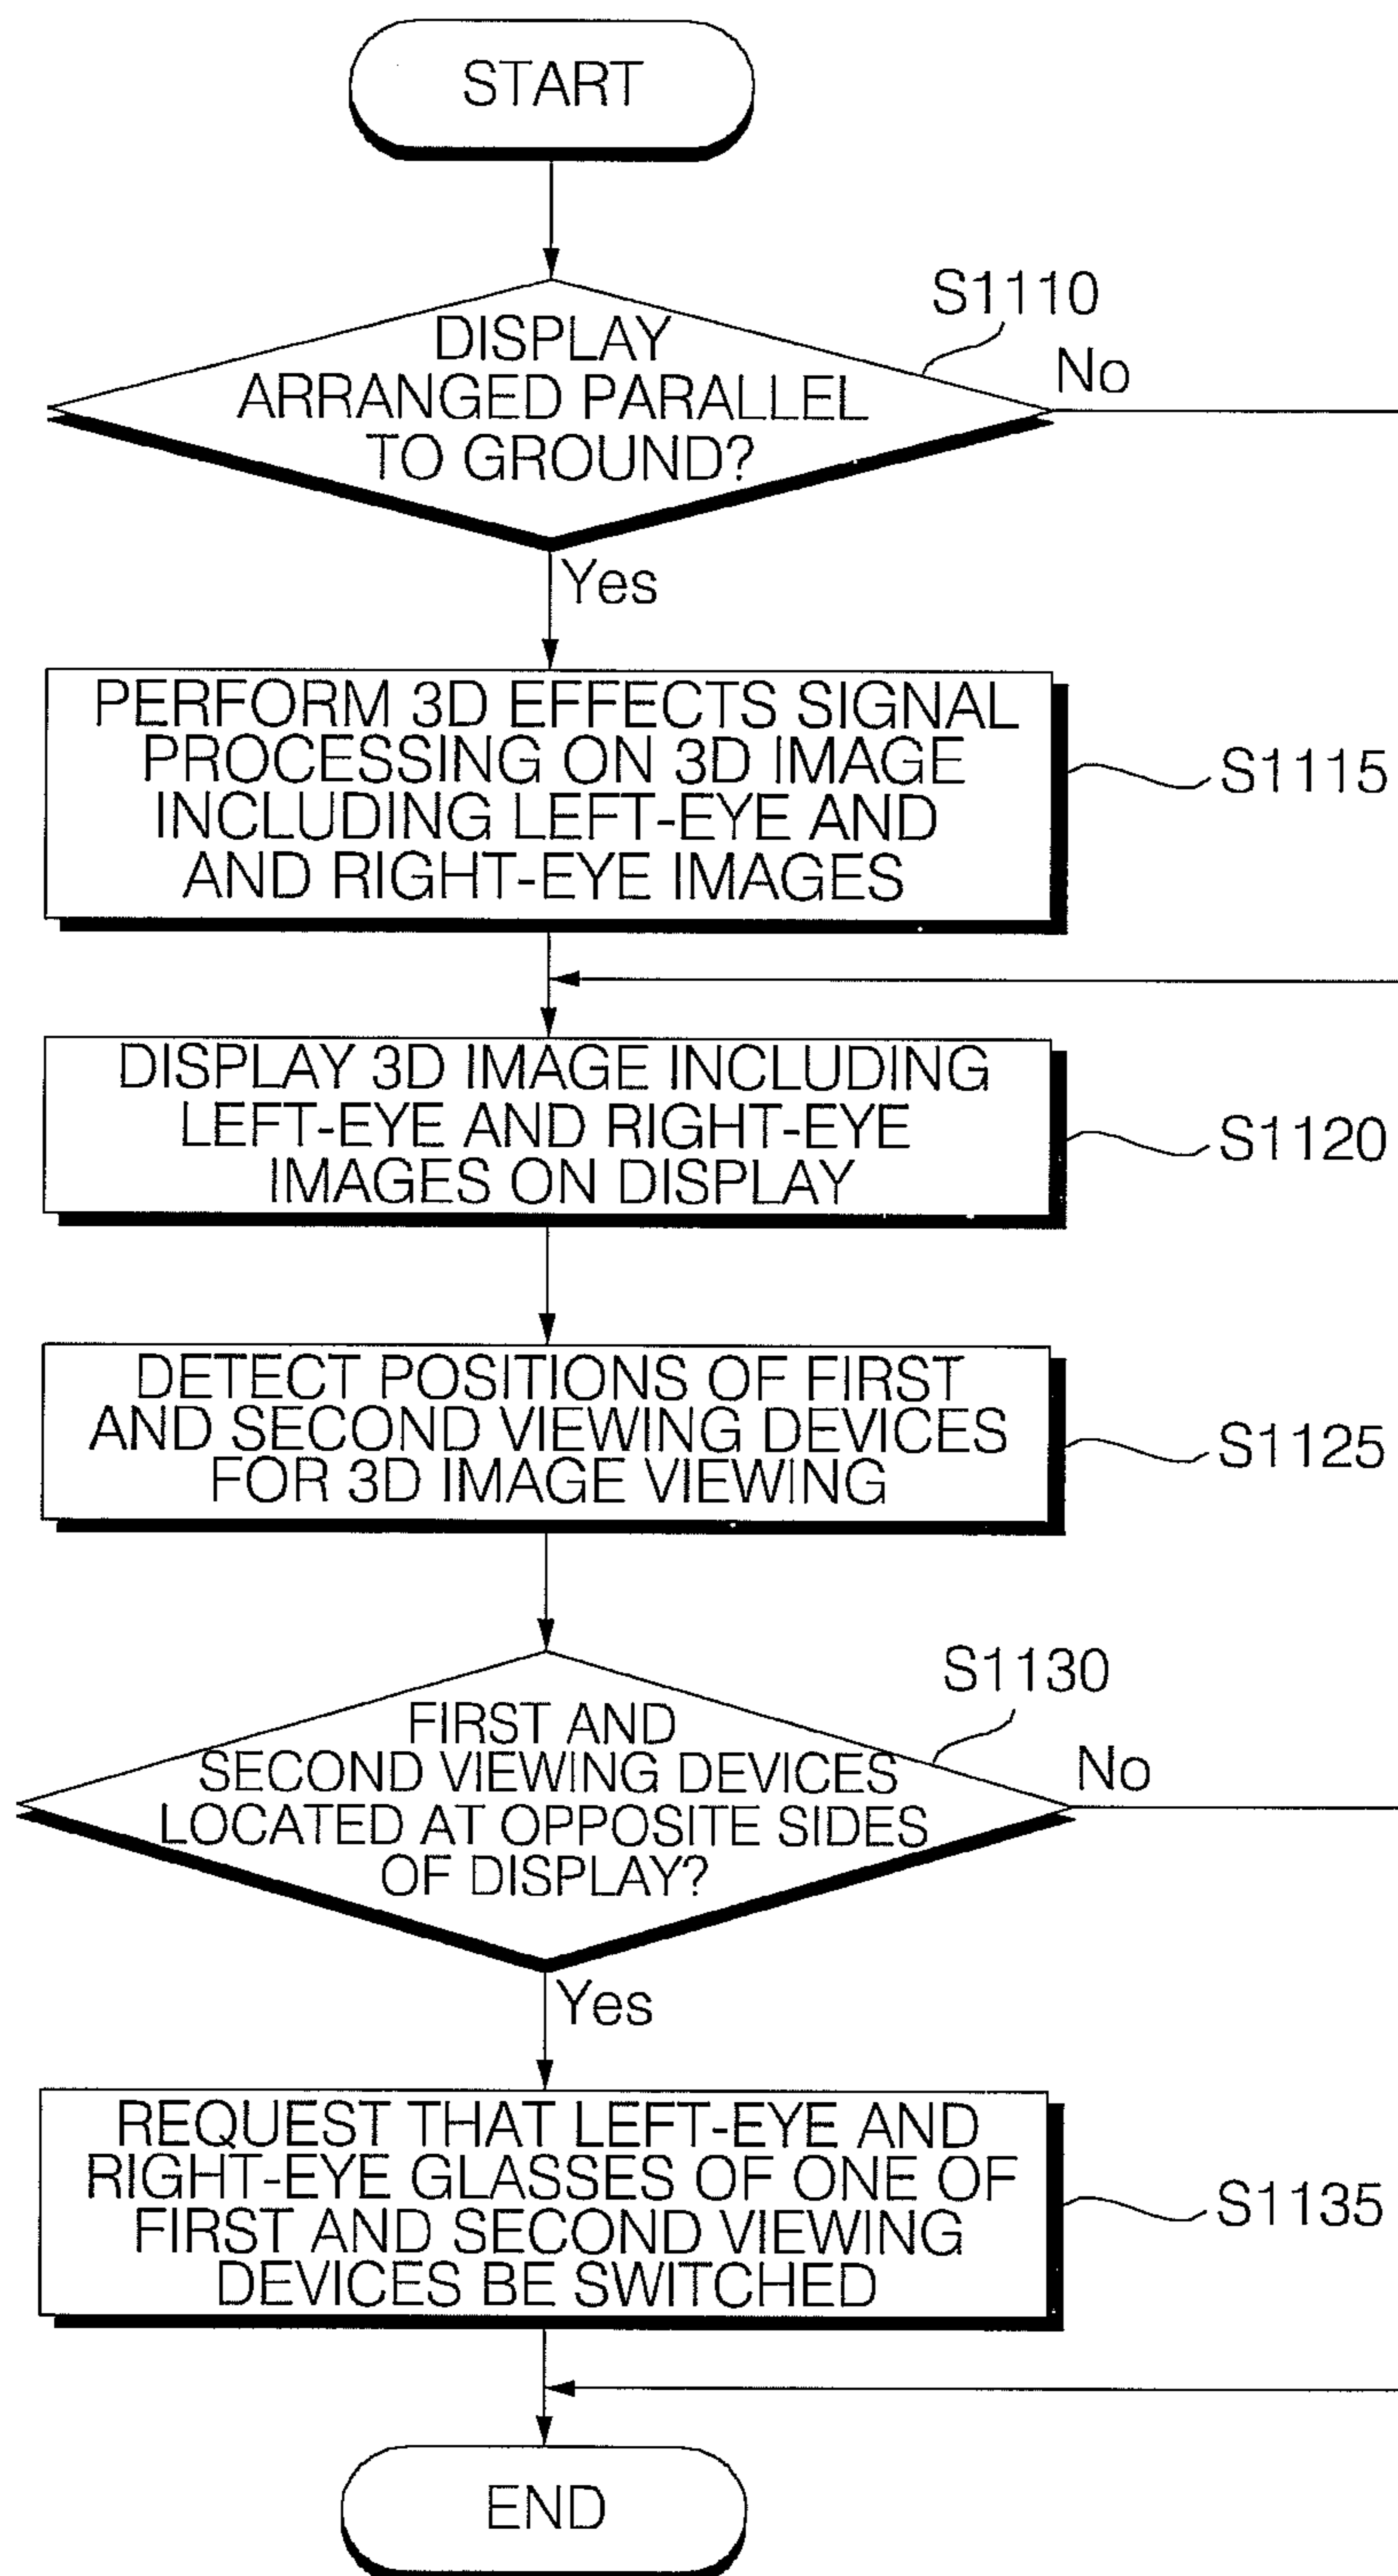 START
S1110
DISPLAY
ARRANGED PARALLEL
TO GROUND?
No
Yes
PERFORM 3D EFFECTS SIGNAL
PROCESSING ON 3D IMAGE
INCLUDING LEFT-EYE AND
AND RIGHT-EYE IMAGES
S1115
DISPLAY 3D IMAGE INCLUDING
LEFT-EYE AND RIGHT-EYE
IMAGES ON DISPLAY
S1120
DETECT POSITIONS OF FIRST
AND SECOND VIEWING DEVICES
FOR 3D IMAGE VIEWING
S1125
S1130
FIRST AND
SECOND VIEWING DEVICES
LOCATED AT OPPOSITE SIDES
OF DISPLAY?
No
Yes
REQUEST THAT LEFT-EYE AND
RIGHT-EYE GLASSES OF ONE OF
FIRST AND SECOND VIEWING
DEVICES BE SWITCHED
S1135
END